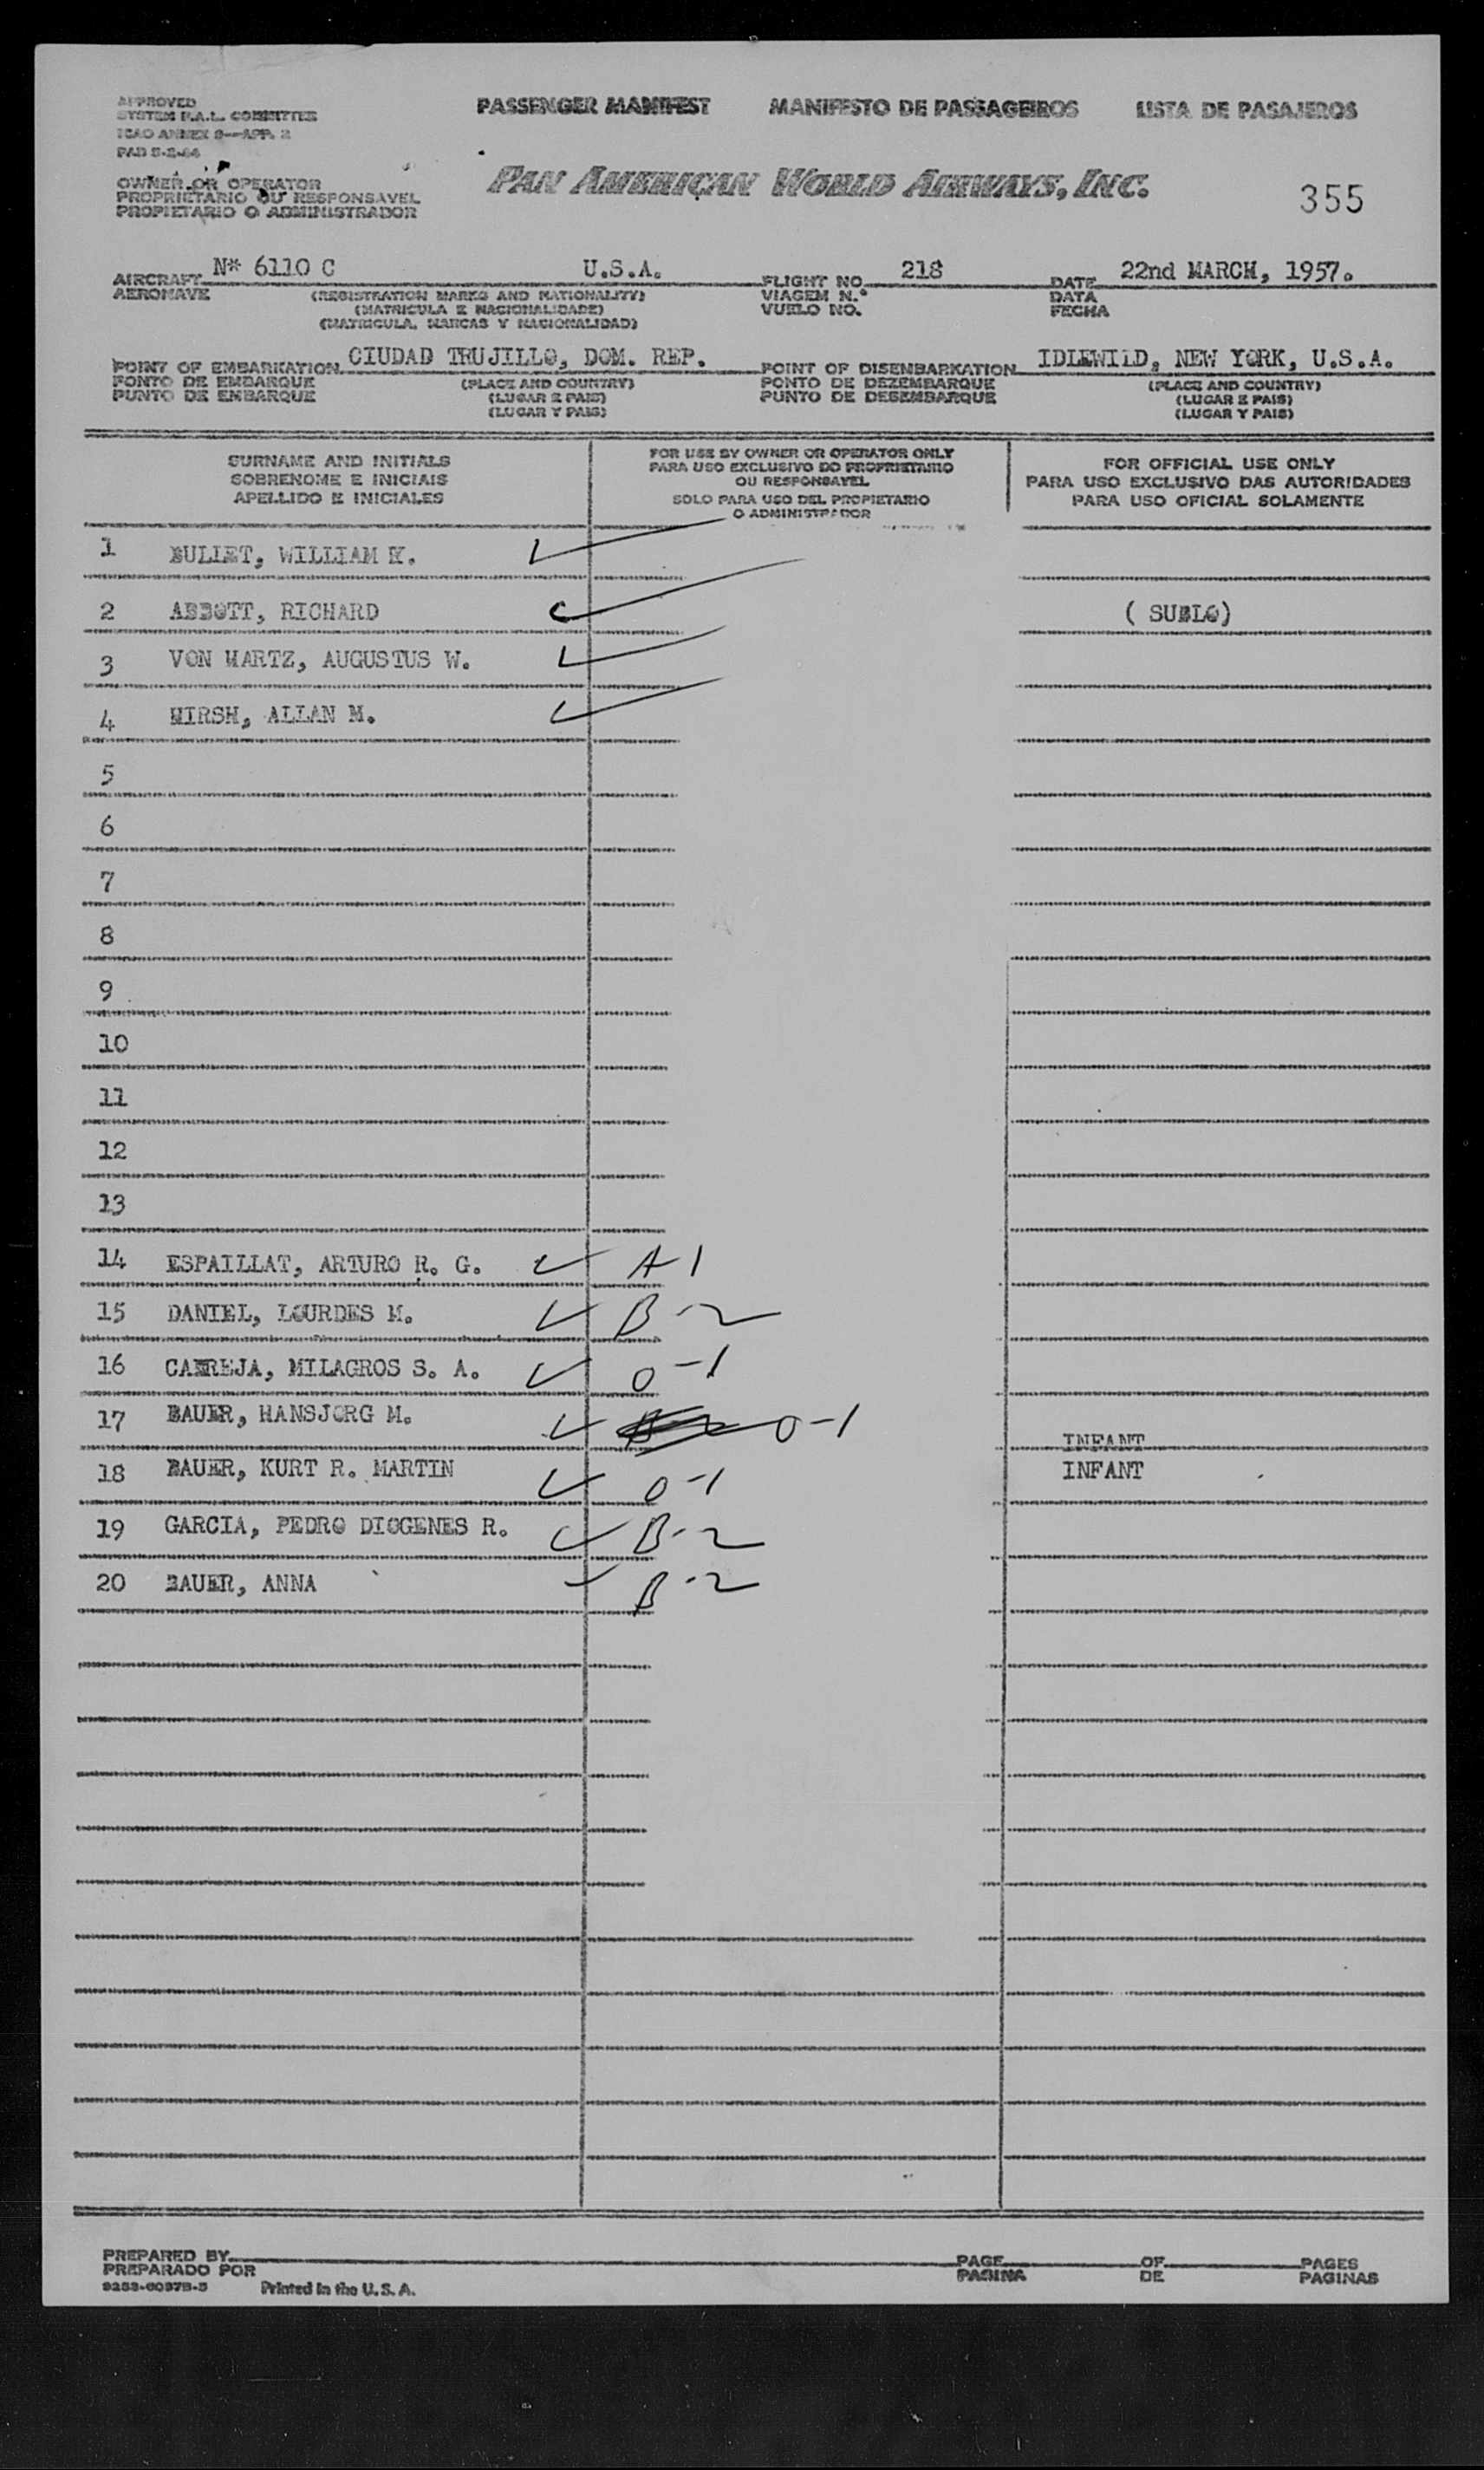 APPROVED
SYSTEM F.A.L. COMMITTEE
ICAO ANNEX 9--APP. 2
PASSENGER MANIFEST MANIFESTO DE PASSAGEIROS LISTA DE PASAJEROS
OWNER OR OPERATOR
PROPRIETARIO OU RESPONSAVEL
PROPIETARIO O ADMINISTRADOR
PAN AMERICAN WORLD AIRWAYS, INC.
355
AIRCRAFT N* 6110 C U.S.A. FLIGHT NO. 218 DATE 22nd MARCH, 1957.
AERONAVE (REGISTRATION MARKS AND NATIONALITY) VIAGEM N.º DATA
(MATRICULA E NACIONALIDADE) VUELO NO. FECHA
(MATRICULA, MARCAS Y NACIONALIDAD)
POINT OF EMBARKATION CIUDAD TRUJILLO, DOM. REP. POINT OF DISEMBARKATION IDLEWILD, NEW YORK, U.S.A.
PONTO DE EMBARQUE (PLACE AND COUNTRY) PONTO DE DEZEMBARQUE (PLACE AND COUNTRY)
PUNTO DE EMBARQUE (LUGAR E PAIS) PUNTO DE DESEMBARQUE (LUGAR E PAIS)
(LUGAR Y PAIS) (LUGAR Y PAIS)
SURNAME AND INITIALS
SOBRENOME E INICIAIS
APELLIDO E INICIALES
FOR USE BY OWNER OR OPERATOR ONLY
PARA USO EXCLUSIVO DO PROPRIETARIO
OU RESPONSAVEL
SOLO PARA USO DEL PROPIETARIO
O ADMINISTRADOR
FOR OFFICIAL USE ONLY
PARA USO EXCLUSIVO DAS AUTORIDADES
PARA USO OFICIAL SOLAMENTE
1 BULLET, WILLIAM K.
2 ABBOTT, RICHARD ( SUBLO)
3 VON HARTZ, AUGUSTUS W.
4 HIRSH, ALLAN M.
5
6
7
8
9
10
11
12
13
14 ESPAILLAT, ARTURO R. G. A-1
15 DANIEL, LOURDES M. B-2
16 CABREJA, MILAGROS S. A. 0-1
17 BAUER, HANSJORG M. 0-1 INFANT
18 BAUER, KURT R. MARTIN 0-1 INFANT
19 GARCIA, PEDRO DIOGENES R. B-2
20 BAUER, ANNA B-2
PREPARED BY PAGE OF PAGES
PREPARADO POR PAGINA DE PAGINAS
Printed in the U. S. A.